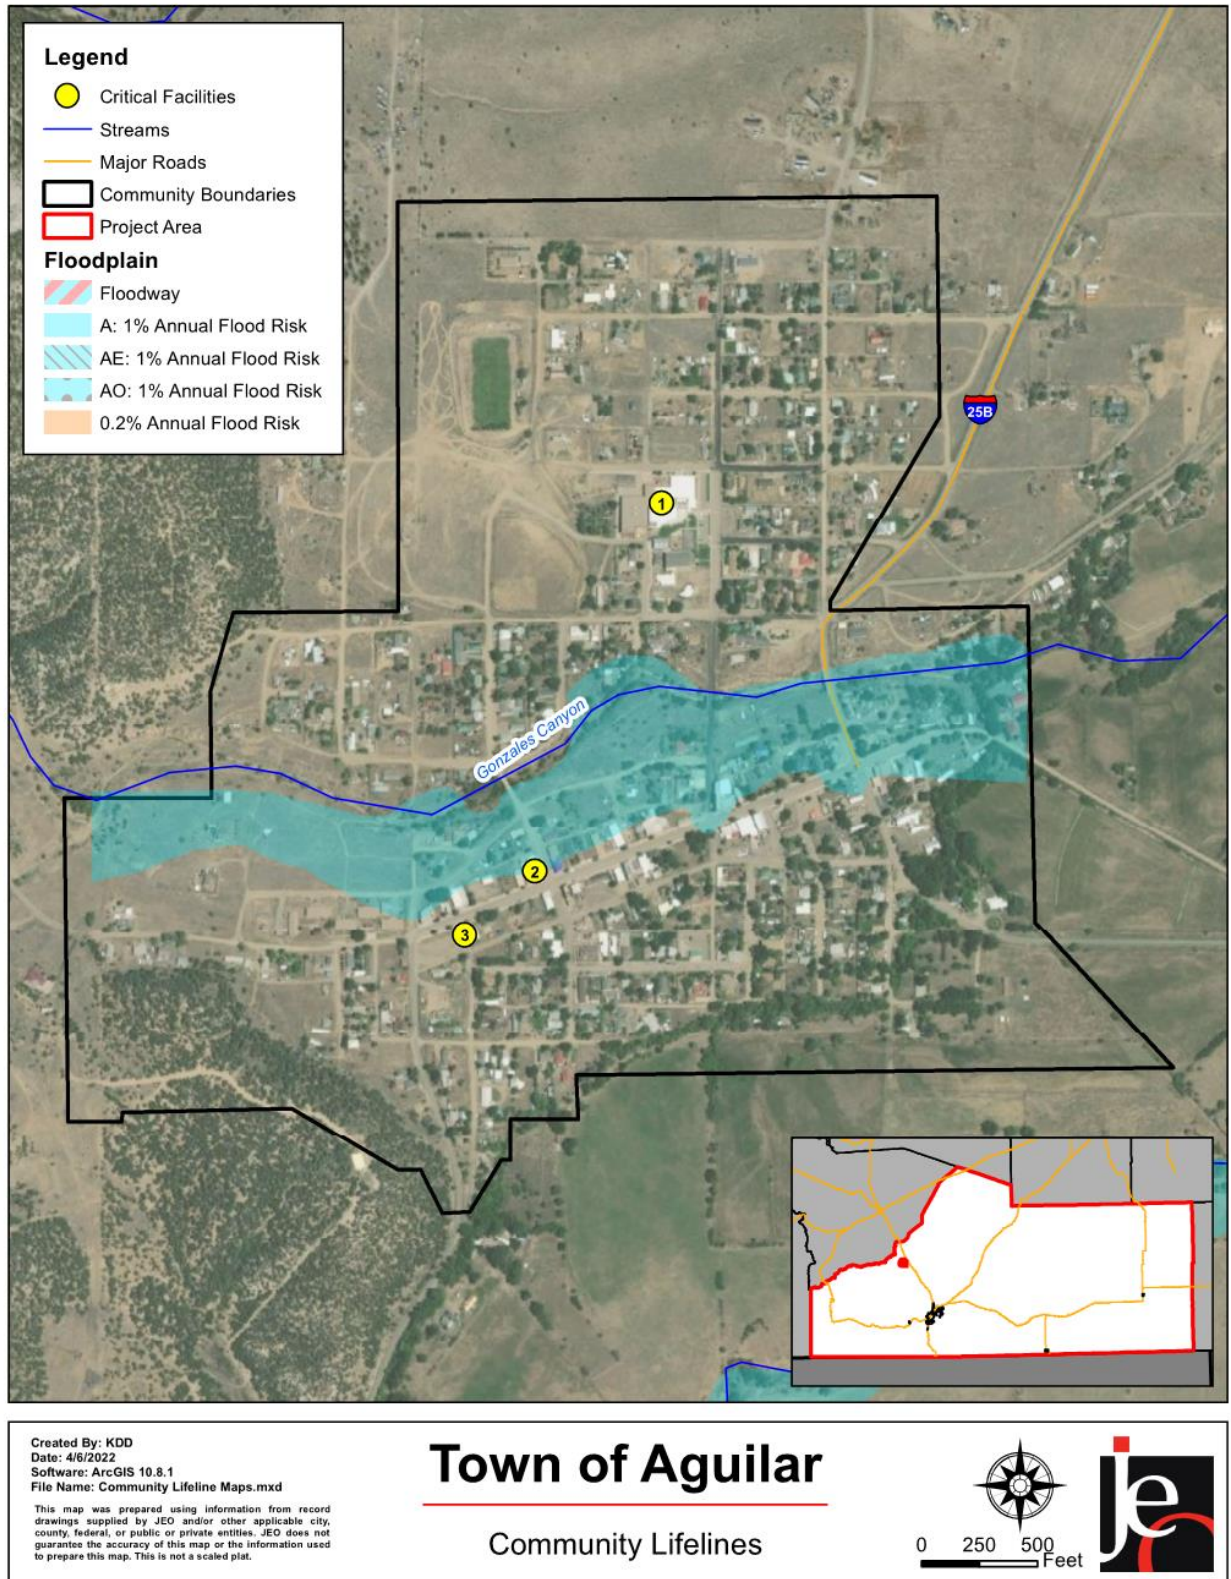 Legend
Critical Facilities
Streams
Major Roads
Community Boundaries
Project Area
Floodplain
Floodway
A: 1% Annual Flood Risk
AE: 1% Annual Flood Risk
AO: 1% Annual Flood Risk
0.2% Annual Flood Risk
25B
1
Gonzales Canyon
2
3
Created By: KDD
Date: 4/6/2022
Software: ArcGIS 10.8.1
File Name: Community Lifeline Maps.mxd
This map was prepared using information from record
drawings supplied by JEO and/or other applicable city,
county, federal, or public or private entities. JEO does not
guarantee the accuracy of this map or the information used
to prepare this map. This is not a scaled plat.
Town of Aguilar
Community Lifelines
0 250 500
Feet
jeo